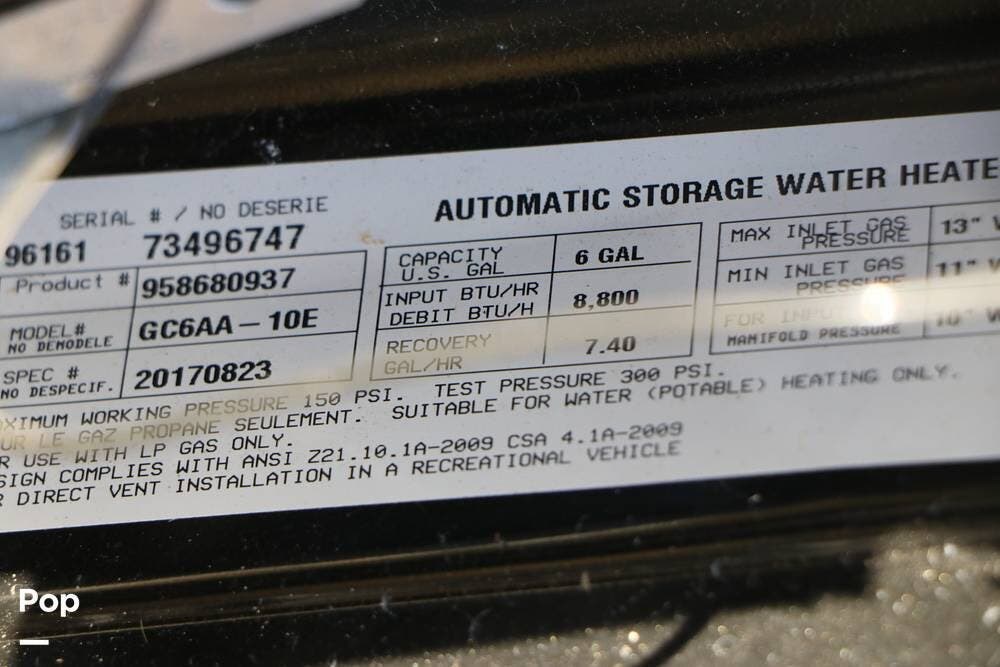 SERIAL # / NO DESERIE
96161 73496747
Product # 958680937
MODEL# GC6AA-10E
NO DEMODELE
SPEC # 20170823
NO DESPECIF.
AUTOMATIC STORAGE WATER HEATE
CAPACITY 6 GAL
U.S. GAL
INPUT BTU/HR 8,800
DEBIT BTU/H
RECOVERY 7.40
GAL/HR
MAX INLET GAS 13" W
PRESSURE
MIN INLET GAS 11" W
PRESSURE
FOR INPUT 10" W
MANIFOLD PRESSURE
XIMUM WORKING PRESSURE 150 PSI. TEST PRESSURE 300 PSI.
UR LE GAZ PROPANE SEULEMENT. SUITABLE FOR WATER (POTABLE) HEATING ONLY.
R USE WITH LP GAS ONLY.
SIGN COMPLIES WITH ANSI Z21.10.1A-2009 CSA 4.1A-2009
R DIRECT VENT INSTALLATION IN A RECREATIONAL VEHICLE
Pop